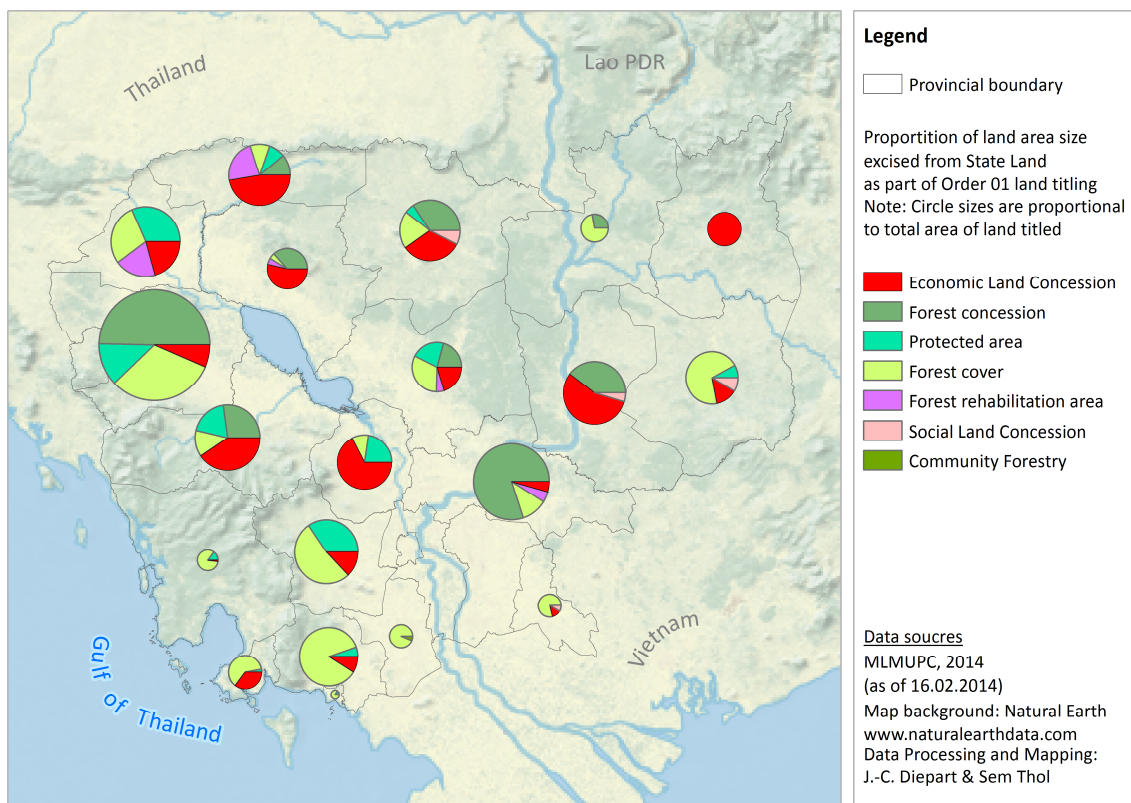 Thailand
Lao PDR
Vietnam
Gulf of Thailand
Legend
Provincial boundary
Proportition of land area size
excised from State Land
as part of Order 01 land titling
Note: Circle sizes are proportional
to total area of land titled
Economic Land Concession
Forest concession
Protected area
Forest cover
Forest rehabilitation area
Social Land Concession
Community Forestry
Data soucres
MLMUPC, 2014
(as of 16.02.2014)
Map background: Natural Earth
www.naturalearthdata.com
Data Processing and Mapping:
J.-C. Diepart & Sem Thol